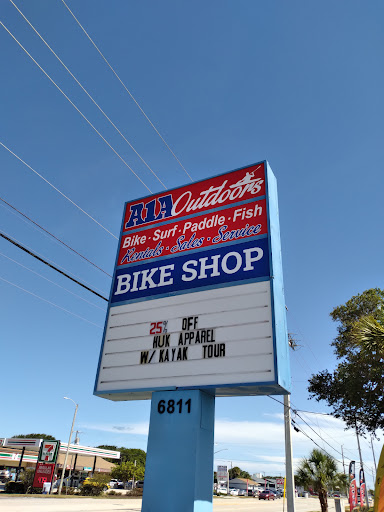 A1A Outdoors
Bike · Surf · Paddle · Fish
Rentals · Sales · Service
BIKE SHOP
25% OFF
HUK APPAREL
W/ KAYAK TOUR
6811